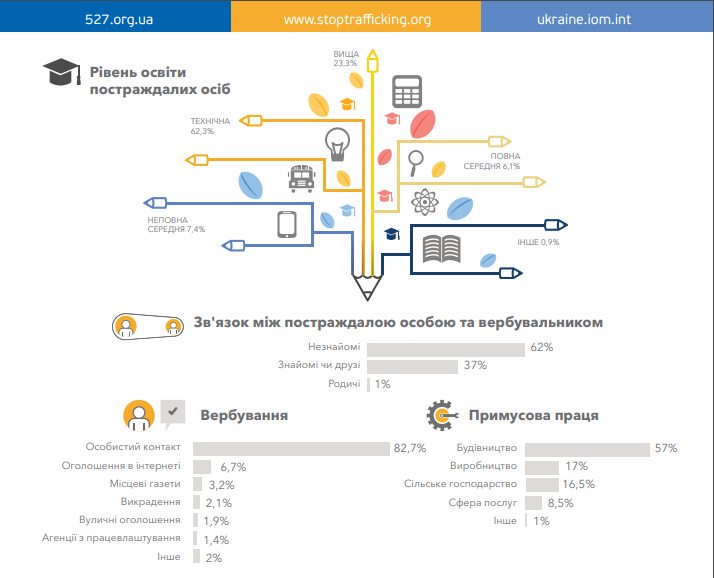 527.org.ua
www.stoptrafficking.org
ukraine.iom.int
Рівень освіти
постраждалих осіб
ВИЩА
23,3%
ТЕХНІЧНА
62,3%
ПОВНА
СЕРЕДНЯ 6,1%
НЕПОВНА
СЕРЕДНЯ 7,4%
ІНШЕ 0,9%
Зв'язок між постраждалою особою та вербувальником
Незнайомі 62%
Знайомі чи друзі 37%
Родичі 1%
Вербування
Особистий контакт 82,7%
Оголошення в інтернеті 6,7%
Місцеві газети 3,2%
Викрадення 2,1%
Вуличні оголошення 1,9%
Агенції з працевлаштування 1,4%
Інше 2%
Примусова праця
Будівництво 57%
Виробництво 17%
Сільське господарство 16,5%
Сфера послуг 8,5%
Інше 1%